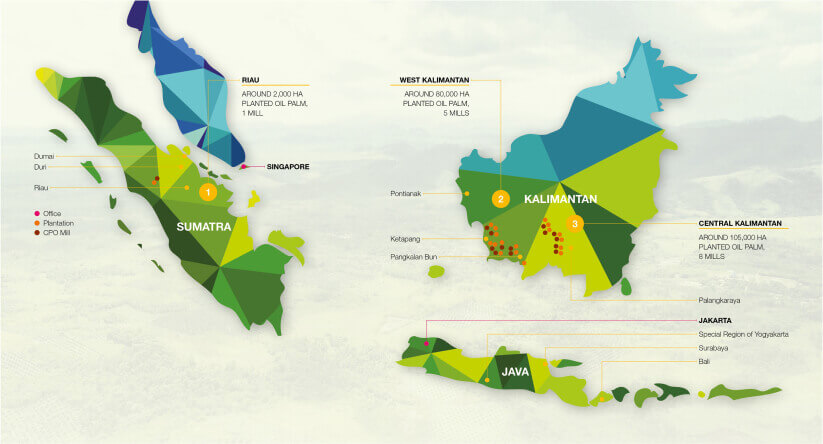 RIAU
AROUND 2,000 HA
PLANTED OIL PALM,
1 MILL
Dumai
Duri
Riau
SINGAPORE
1
Office
Plantation
CPO Mill
SUMATRA
WEST KALIMANTAN
AROUND 80,000 HA
PLANTED OIL PALM,
5 MILLS
Pontianak
2
KALIMANTAN
3
CENTRAL KALIMANTAN
AROUND 105,000 HA
PLANTED OIL PALM,
8 MILLS
Ketapang
Pangkalan Bun
Palangkaraya
JAKARTA
Special Region of Yogyakarta
Surabaya
Bali
JAVA